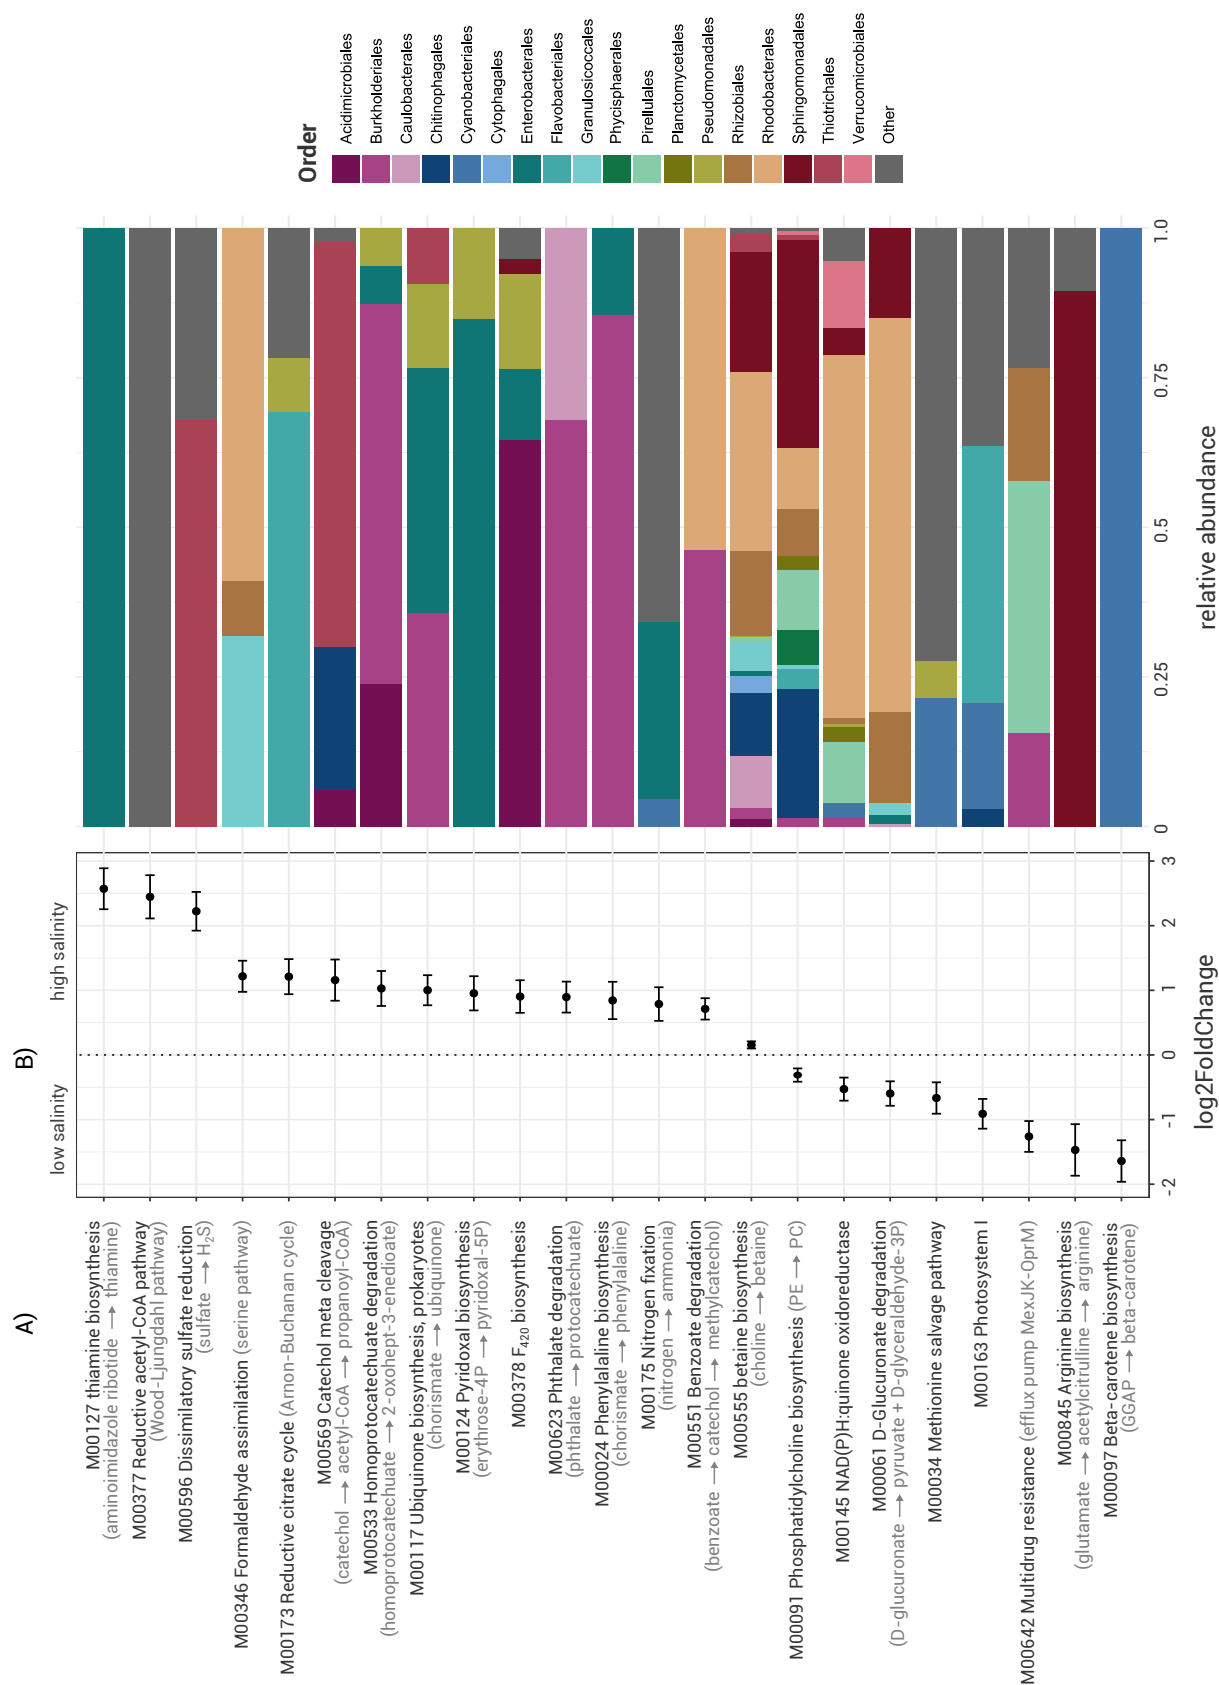 A)
B)
low salinity
high salinity
M00127 thiamine biosynthesis
(aminoimidazole ribotide → thiamine)
M00377 Reductive acetyl-CoA pathway
(Wood-Ljungdahl pathway)
M00596 Dissimilatory sulfate reduction
(sulfate → H₂S)
M00346 Formaldehyde assimilation (serine pathway)
M00173 Reductive citrate cycle (Arnon-Buchanan cycle)
M00569 Catechol meta cleavage
(catechol → acetyl-CoA → propanoyl-CoA)
M00533 Homoprotocatechuate degradation
(homoprotocatechuate → 2-oxohept-3-enedioate)
M00117 Ubiquinone biosynthesis, prokaryotes
(chorismate → ubiquinone)
M00124 Pyridoxal biosynthesis
(erythrose-4P → pyridoxal-5P)
M00378 F₄₂₀ biosynthesis
M00623 Phthalate degradation
(phthalate → protocatechuate)
M00024 Phenylalaline biosynthesis
(chorismate → phenylalaline)
M00175 Nitrogen fixation
(nitrogen → ammonia)
M00551 Benzoate degradation
(benzoate → catechol → methylcatechol)
M00555 betaine biosynthesis
(choline → betaine)
M00091 Phosphatidylcholine biosynthesis (PE → PC)
M00145 NAD(P)H:quinone oxidoreductase
M00061 D-Glucuronate degradation
(D-glucuronate → pyruvate + D-glyceraldehyde-3P)
M00034 Methionine salvage pathway
M00163 Photosystem I
M00642 Multidrug resistance (efflux pump MexJK-OprM)
M00845 Arginine biosynthesis
(glutamate → acetylcitrulline → arginine)
M00097 Beta-carotene biosynthesis
(GGAP → beta-carotene)
-2
-1
0
1
2
3
log2FoldChange
0
0.25
0.5
0.75
1.0
relative abundance
Order
Acidimicrobiales
Burkholderiales
Caulobacterales
Chitinophagales
Cyanobacteriales
Cytophagales
Enterobacterales
Flavobacteriales
Granulosicoccales
Phycisphaerales
Pirellulales
Planctomycetales
Pseudomonadales
Rhizobiales
Rhodobacterales
Sphingomonadales
Thiotrichales
Verrucomicrobiales
Other